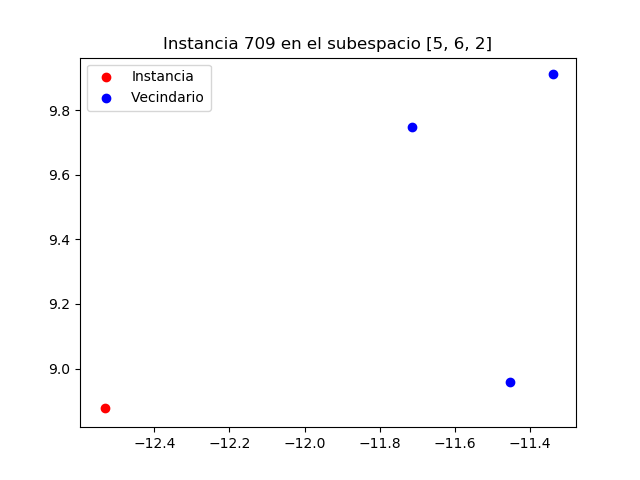 Instancia 709 en el subespacio [5, 6, 2]
Instancia
Vecindario
9.8
9.6
9.4
9.2
9.0
−12.4 −12.2 −12.0 −11.8 −11.6 −11.4